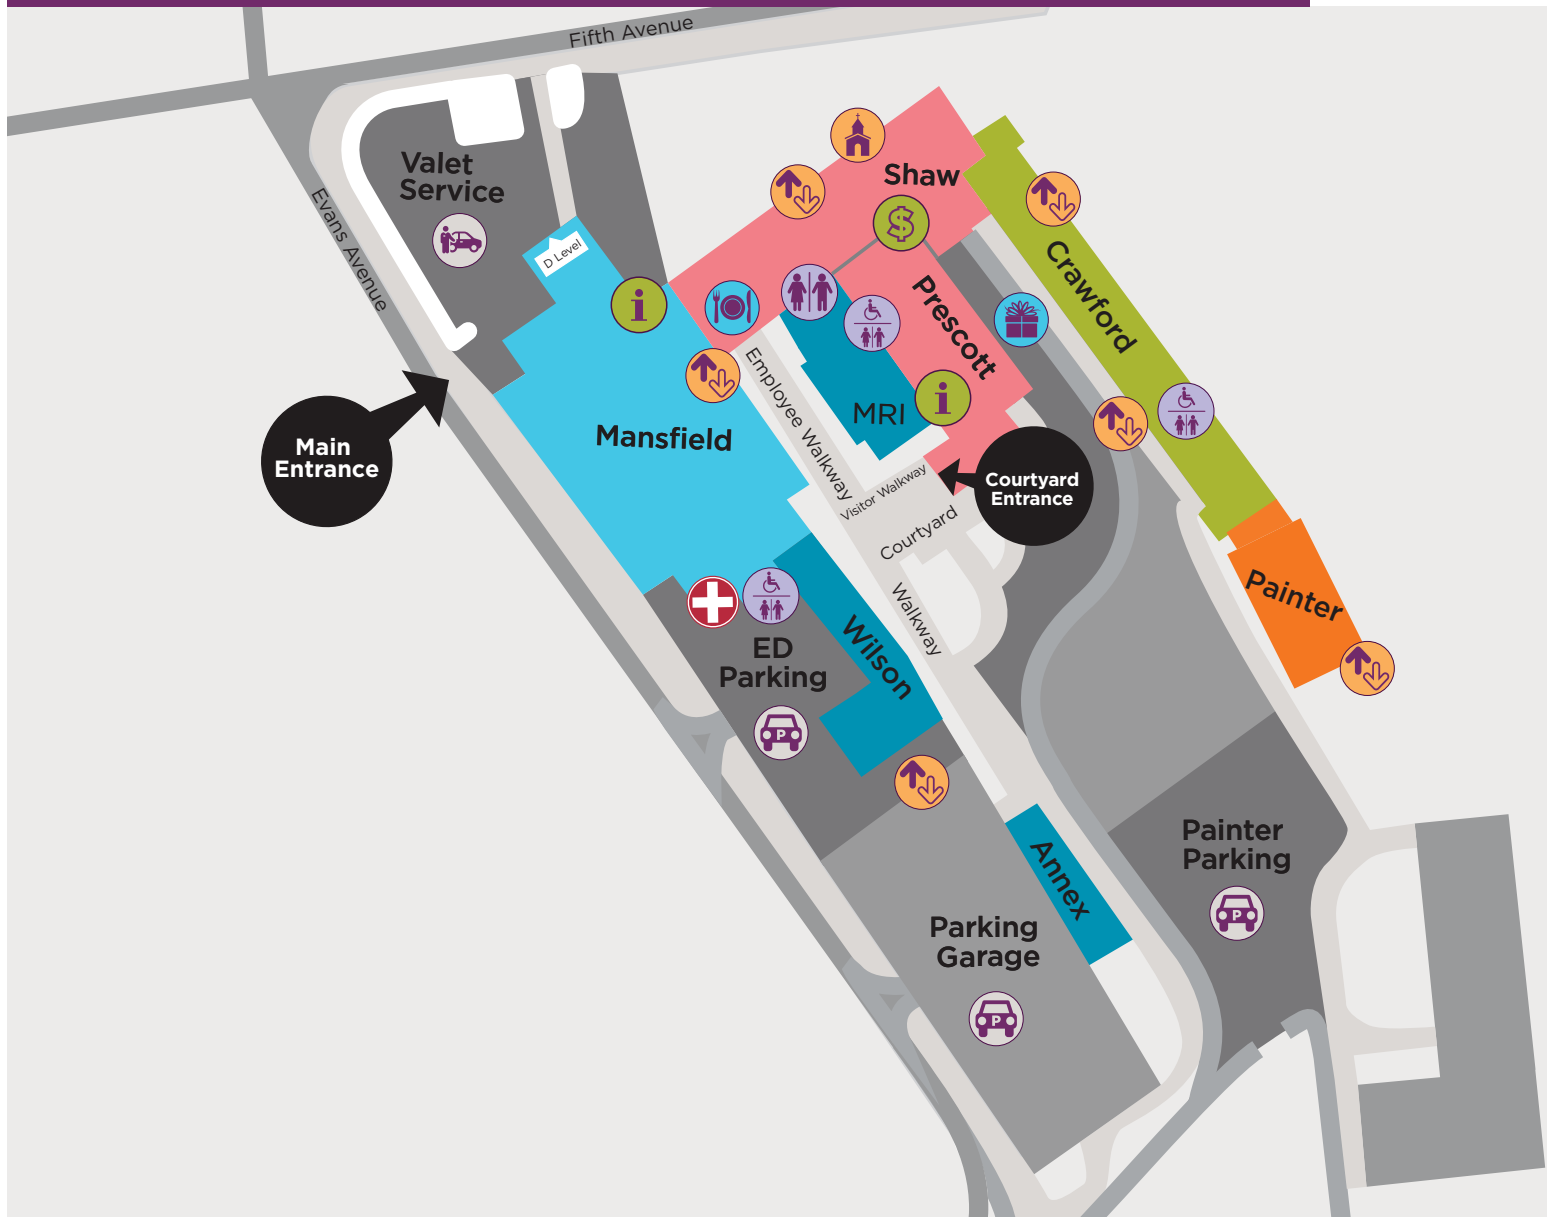 Fifth Avenue
Valet
Service
Evans Avenue
D Level
Shaw
$
Crawford
Prescott
i
Employee Walkway
MRI
i
Mansfield
Main
Entrance
Visitor Walkway
Courtyard
Entrance
Courtyard
Walkway
Painter
ED
Parking
P
Wilson
Annex
Painter
Parking
P
Parking
Garage
P